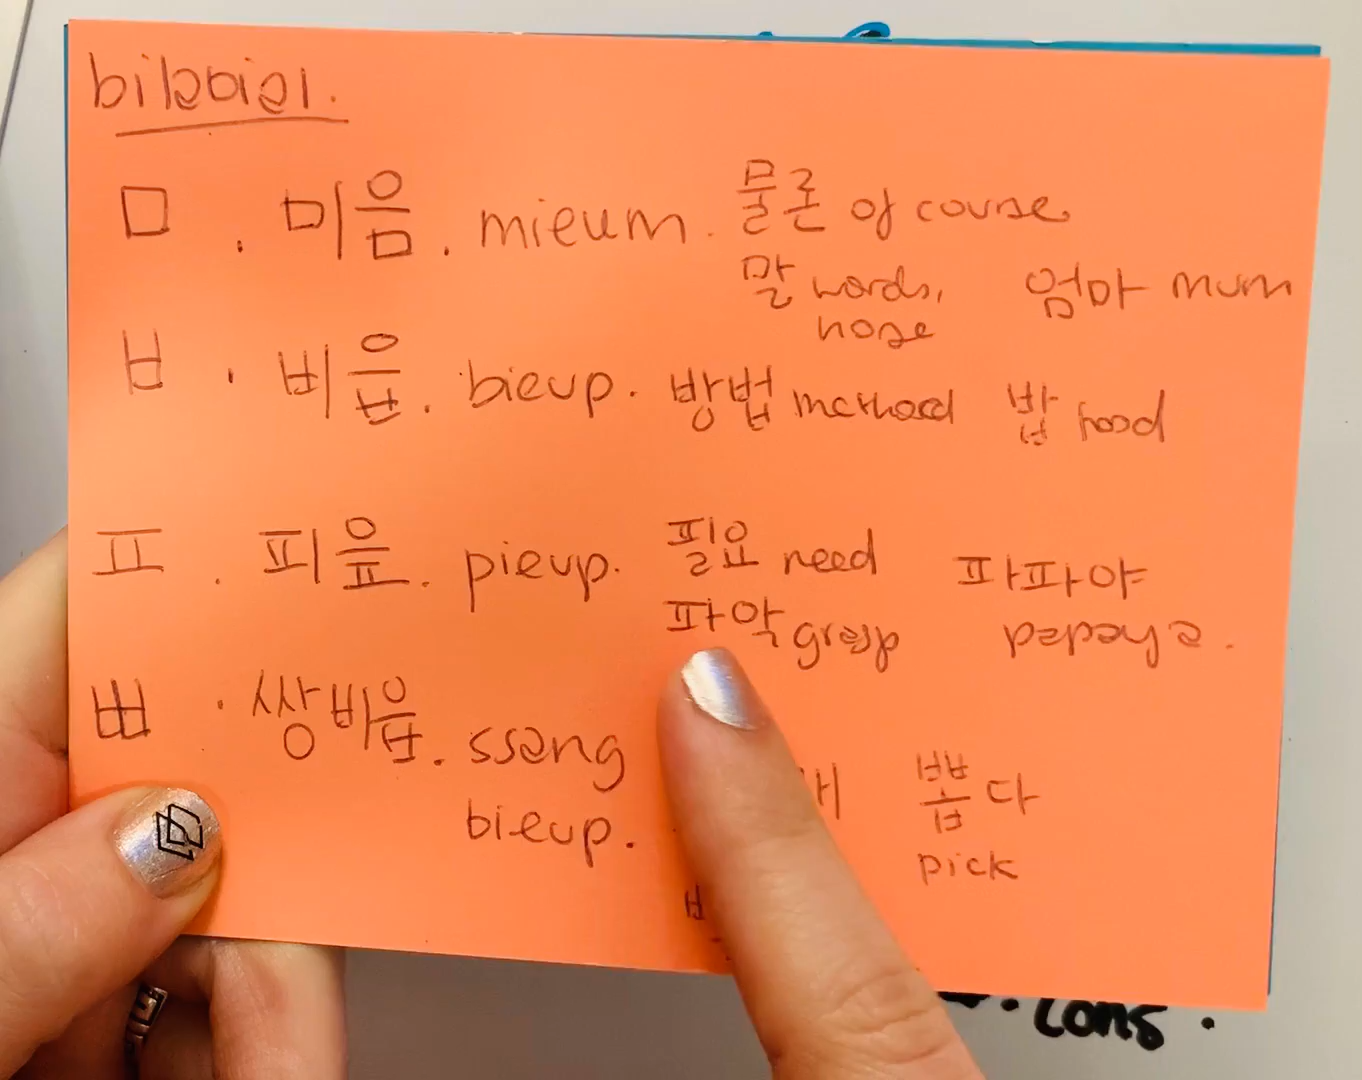 bilabial.
ㅁ . 미음 . mieum . 물론 of course
말 words, 엄마 mum
horse
ㅂ . 비읍 . bieup . 방법 method 밥 food
ㅍ . 피읖 . pieup . 필요 need 파파야
파악 grasp papaya .
ㅃ . 쌍비읍 . ssang 뽑다
bieup . pick
cons .